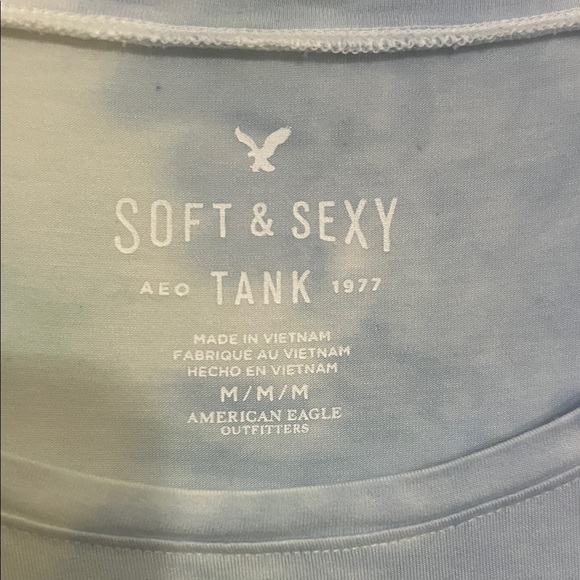 SOFT & SEXY
AEO TANK 1977
MADE IN VIETNAM
FABRIQUÉ AU VIETNAM
HECHO EN VIETNAM
M/M/M
AMERICAN EAGLE
OUTFITTERS